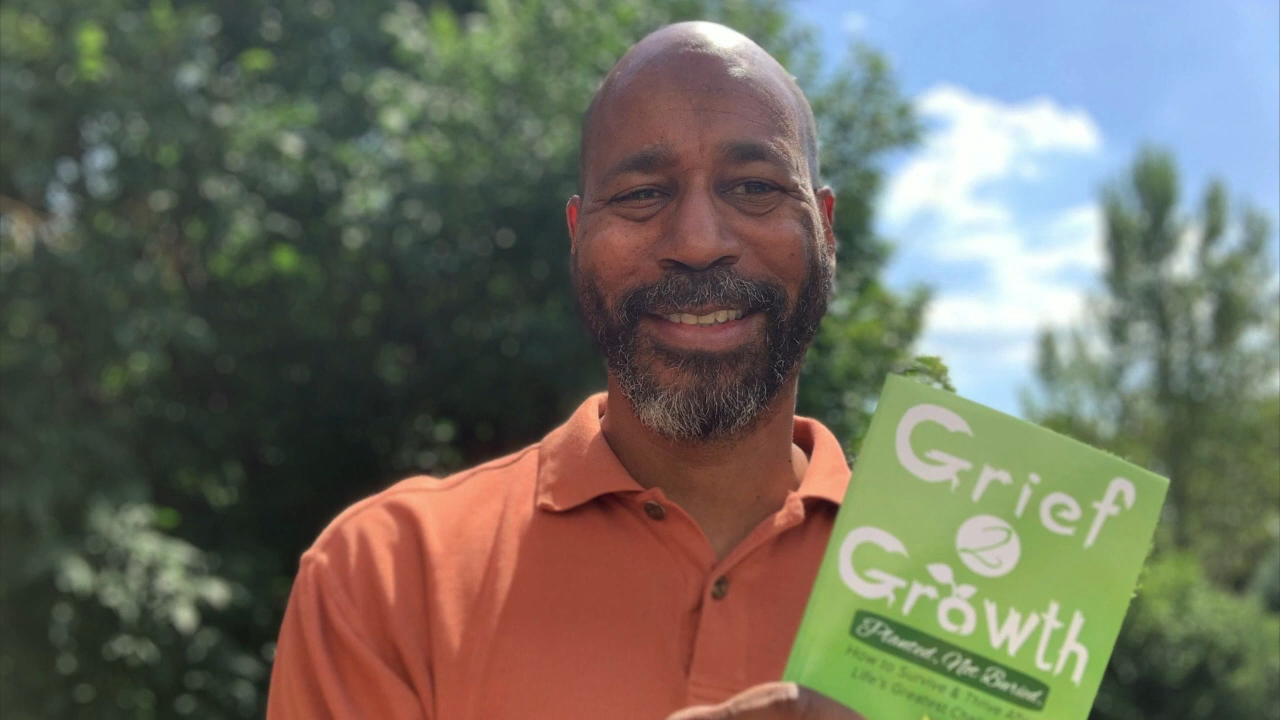 Grief
2
Growth
Planted, Not Buried.
How to Survive & Thrive
Life's Greatest